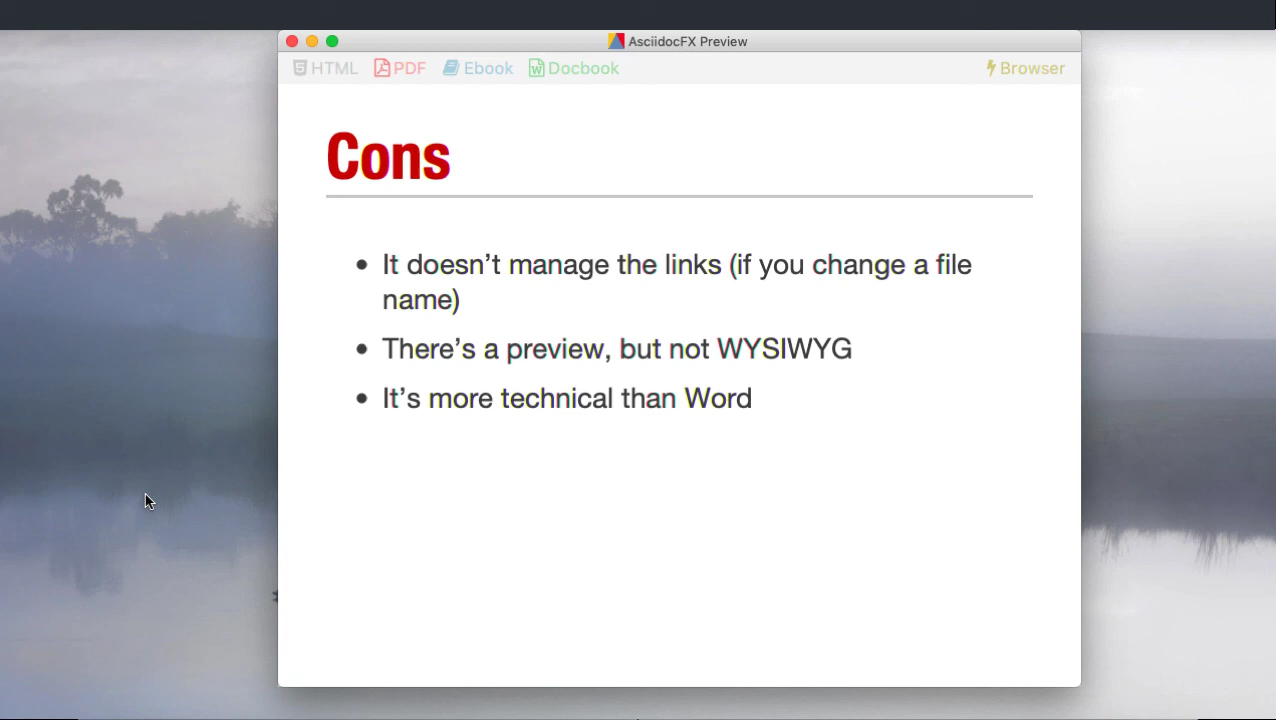 AsciidocFX Preview
HTML PDF Ebook Docbook Browser
Cons
• It doesn’t manage the links (if you change a file
name)
• There’s a preview, but not WYSIWYG
• It’s more technical than Word